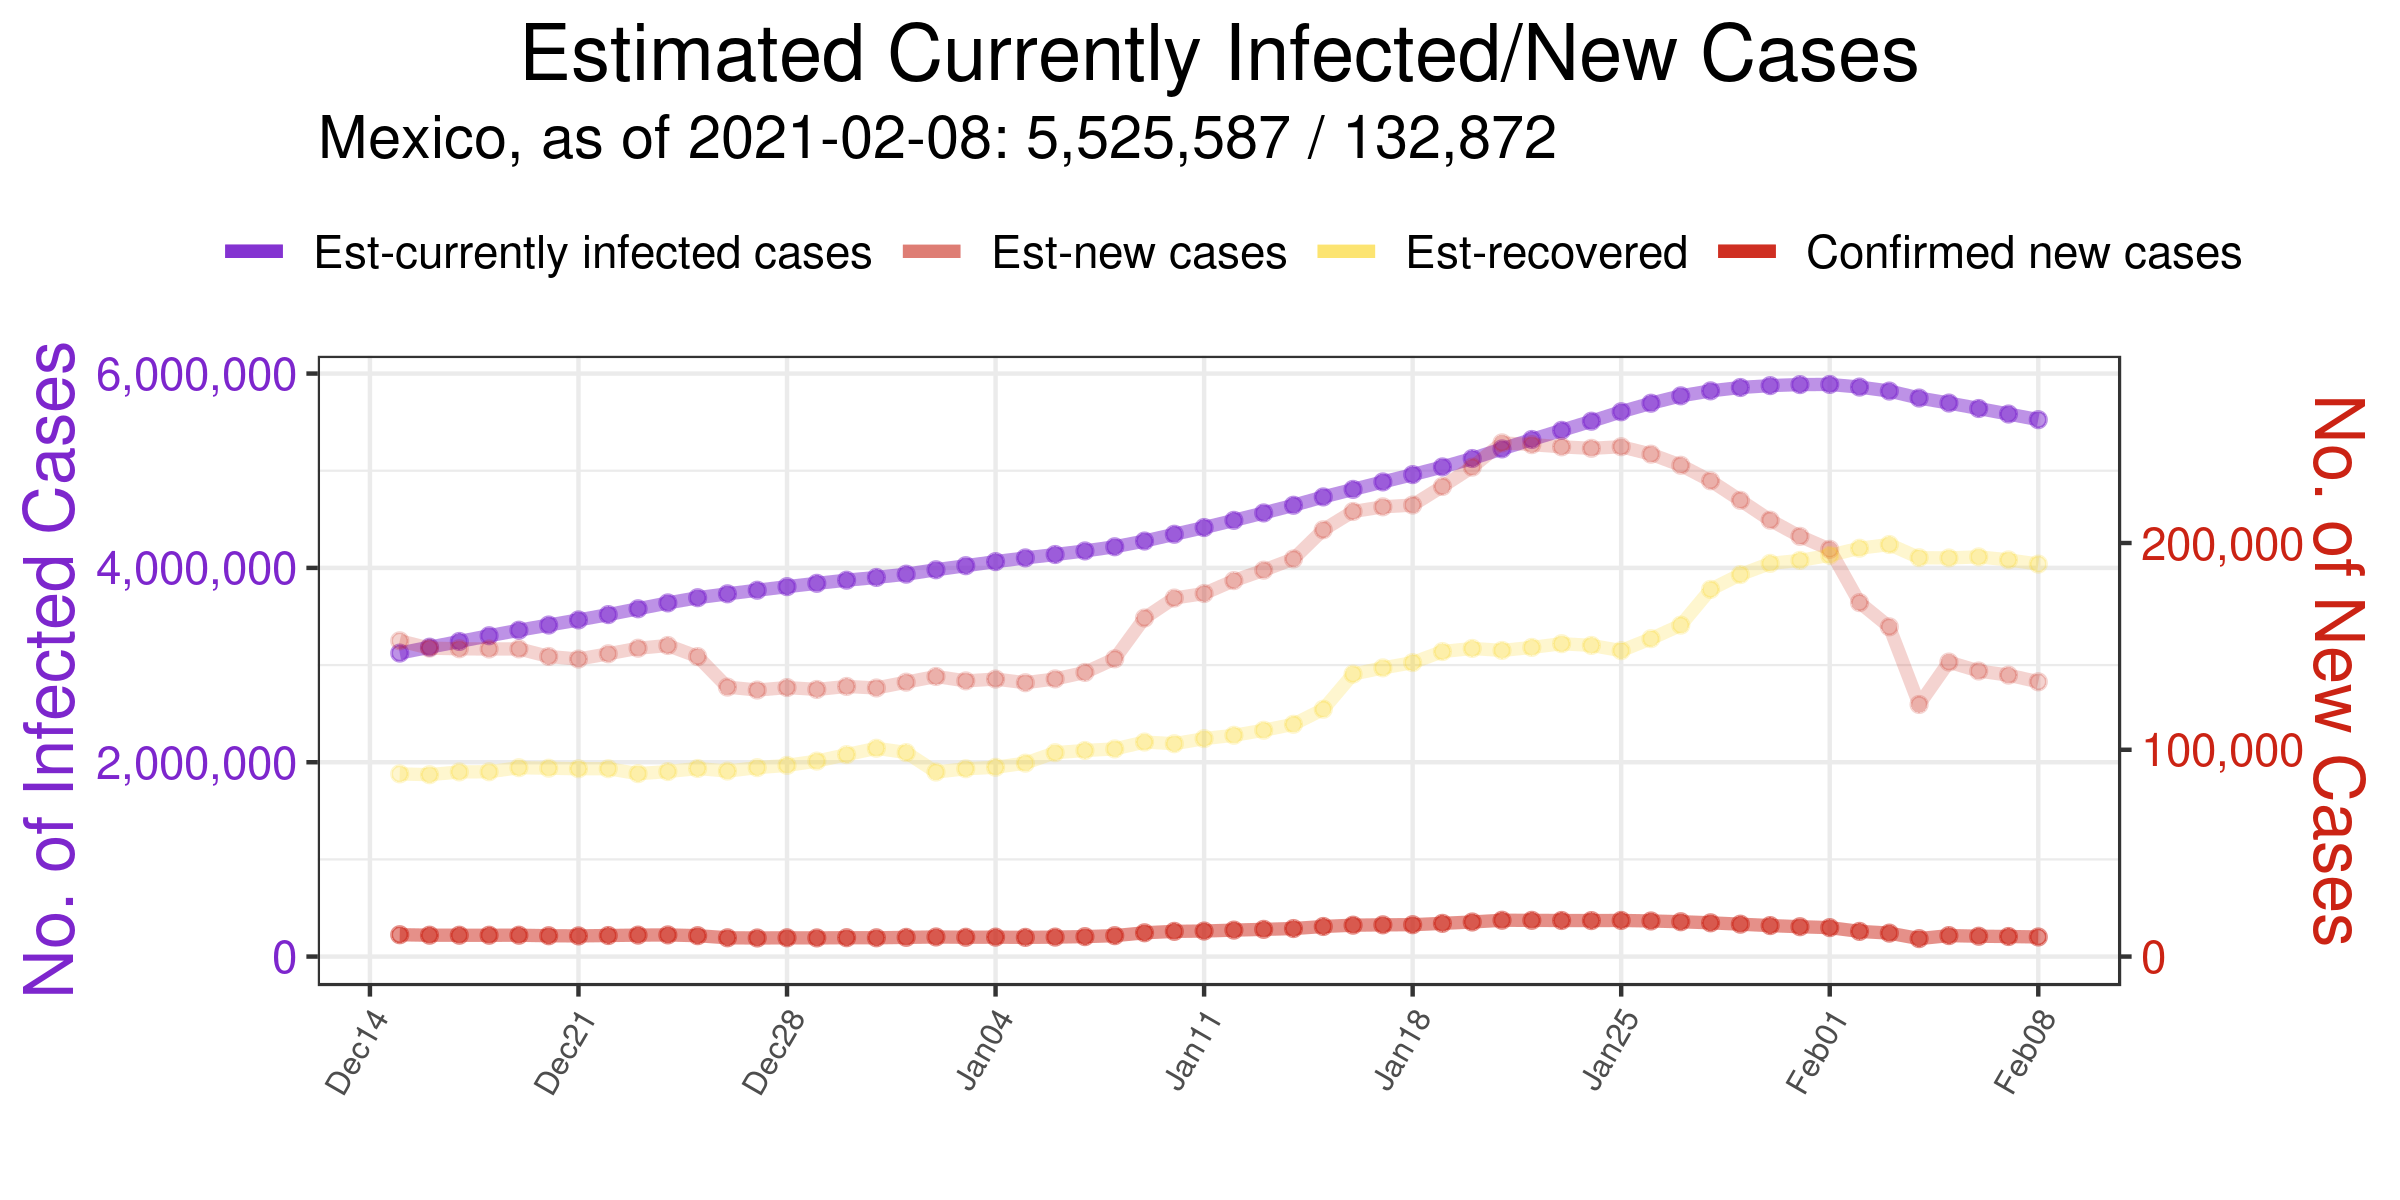 Estimated Currently Infected/New Cases
Mexico, as of 2021-02-08: 5,525,587 / 132,872
Est-currently infected cases Est-new cases Est-recovered Confirmed new cases
No. of Infected Cases
6,000,000
4,000,000
2,000,000
0
200,000
100,000
0
No. of New Cases
Dec14 Dec21 Dec28 Jan04 Jan11 Jan18 Jan25 Feb01 Feb08